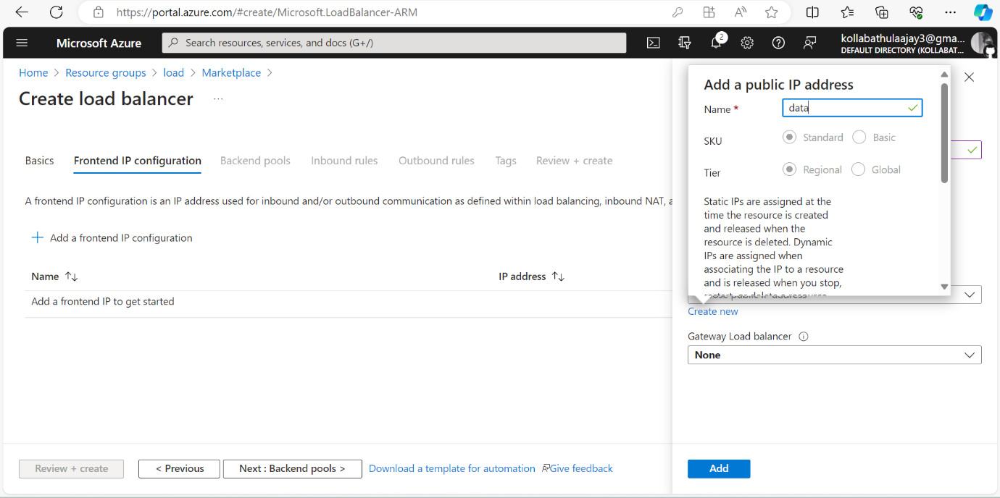 https://portal.azure.com/#create/Microsoft.LoadBalancer-ARM
Microsoft Azure
Search resources, services, and docs (G+/)
2
kollabathulaajay3@gma...
DEFAULT DIRECTORY (KOLLABAT...
Home > Resource groups > load > Marketplace >
Create load balancer ...
Basics Frontend IP configuration Backend pools Inbound rules Outbound rules Tags Review + create
A frontend IP configuration is an IP address used for inbound and/or outbound communication as defined within load balancing, inbound NAT, a
+ Add a frontend IP configuration
Name IP address
Add a frontend IP to get started
Add a public IP address
Name * data
SKU Standard Basic
Tier Regional Global
Static IPs are assigned at the
time the resource is created
and released when the
resource is deleted. Dynamic
IPs are assigned when
associating the IP to a resource
and is released when you stop,
Create new
Gateway Load balancer
None
Review + create < Previous Next : Backend pools > Download a template for automation Give feedback
Add